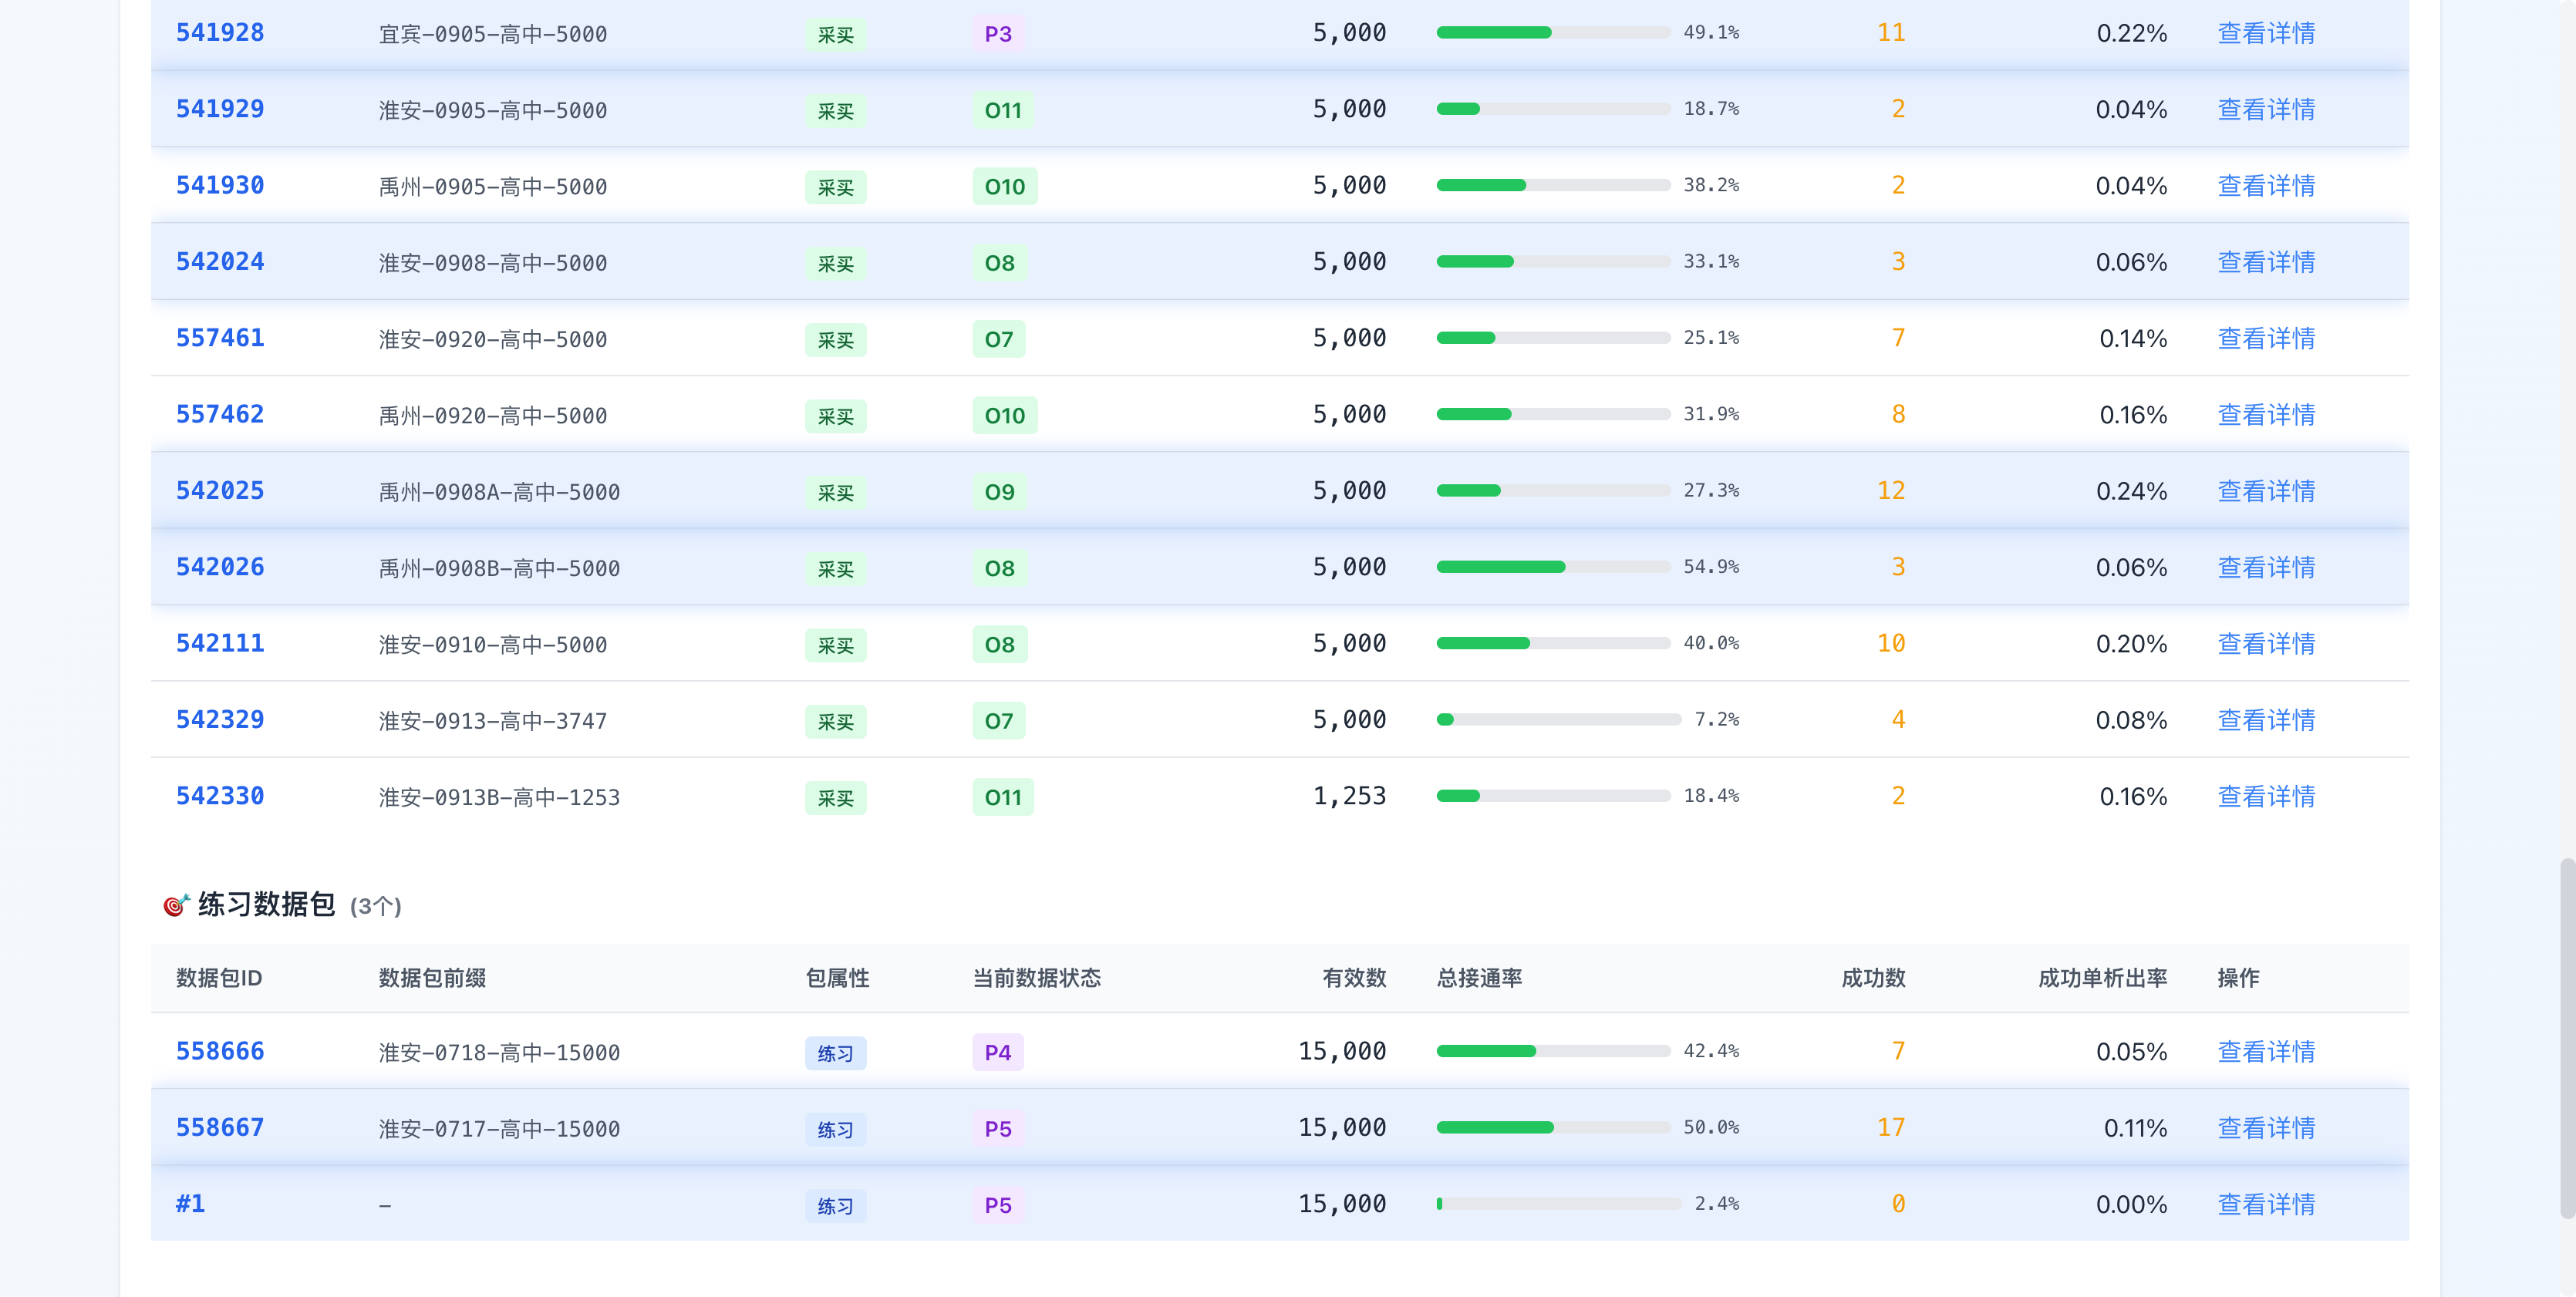 541928 宜宾-0905-高中-5000 采买 P3 5,000 49.1% 11 0.22% 查看详情
541929 淮安-0905-高中-5000 采买 O11 5,000 18.7% 2 0.04% 查看详情
541930 禹州-0905-高中-5000 采买 O10 5,000 38.2% 2 0.04% 查看详情
542024 淮安-0908-高中-5000 采买 O8 5,000 33.1% 3 0.06% 查看详情
557461 淮安-0920-高中-5000 采买 O7 5,000 25.1% 7 0.14% 查看详情
557462 禹州-0920-高中-5000 采买 O10 5,000 31.9% 8 0.16% 查看详情
542025 禹州-0908A-高中-5000 采买 O9 5,000 27.3% 12 0.24% 查看详情
542026 禹州-0908B-高中-5000 采买 O8 5,000 54.9% 3 0.06% 查看详情
542111 淮安-0910-高中-5000 采买 O8 5,000 40.0% 10 0.20% 查看详情
542329 淮安-0913-高中-3747 采买 O7 5,000 7.2% 4 0.08% 查看详情
542330 淮安-0913B-高中-1253 采买 O11 1,253 18.4% 2 0.16% 查看详情
练习数据包 (3个)
数据包ID 数据包前缀 包属性 当前数据状态 有效数 总接通率 成功数 成功单析出率 操作
558666 淮安-0718-高中-15000 练习 P4 15,000 42.4% 7 0.05% 查看详情
558667 淮安-0717-高中-15000 练习 P5 15,000 50.0% 17 0.11% 查看详情
#1 - 练习 P5 15,000 2.4% 0 0.00% 查看详情